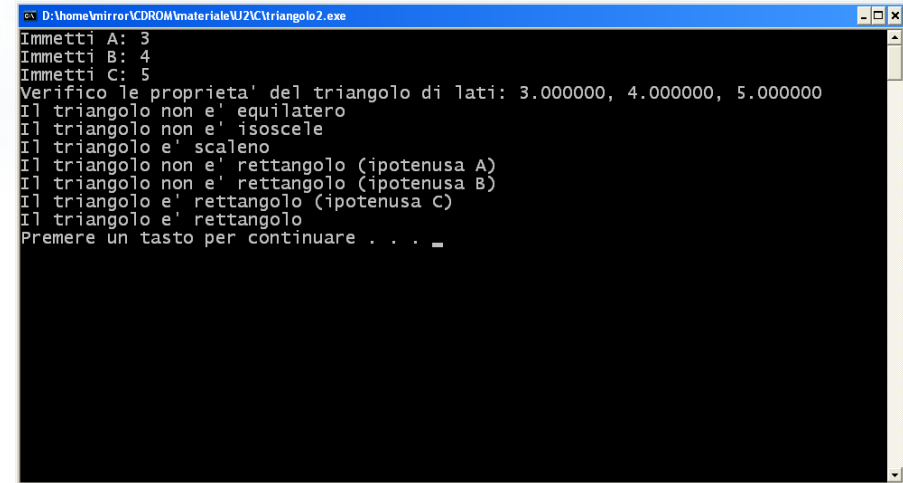 D:\home\mirror\CDROM\materiale\U2\C\triangolo2.exe
Immetti A: 3
Immetti B: 4
Immetti C: 5
Verifico le proprieta' del triangolo di lati: 3.000000, 4.000000, 5.000000
Il triangolo non e' equilatero
Il triangolo non e' isoscele
Il triangolo e' scaleno
Il triangolo non e' rettangolo (ipotenusa A)
Il triangolo non e' rettangolo (ipotenusa B)
Il triangolo e' rettangolo (ipotenusa C)
Il triangolo e' rettangolo
Premere un tasto per continuare . . . _